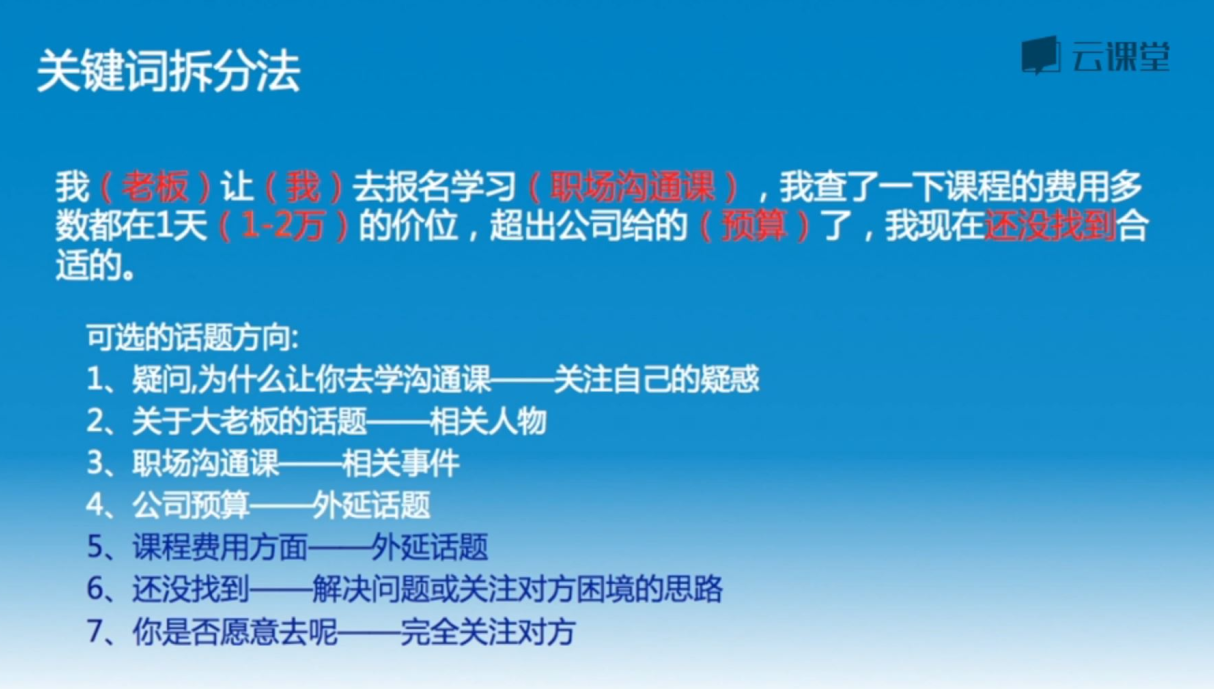 关键词拆分法
云课堂
我（老板）让（我）去报名学习（职场沟通课），我查了一下课程的费用多
数都在1天（1-2万）的价位，超出公司给的（预算）了，我现在还没找到合
适的。
可选的话题方向:
1、疑问,为什么让你去学沟通课——关注自己的疑惑
2、关于大老板的话题——相关人物
3、职场沟通课——相关事件
4、公司预算——外延话题
5、课程费用方面——外延话题
6、还没找到——解决问题或关注对方困境的思路
7、你是否愿意去呢——完全关注对方